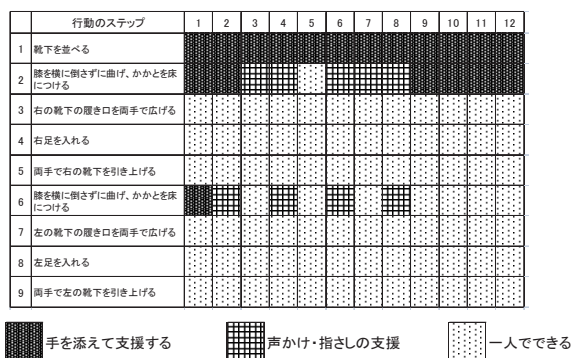 行動のステップ 1 2 3 4 5 6 7 8 9 10 11 12
1 靴下を並べる
2 膝を横に倒さずに曲げ、かかとを床
につける
3 右の靴下の履き口を両手で広げる
4 右足を入れる
5 両手で右の靴下を引き上げる
6 膝を横に倒さずに曲げ、かかとを床
につける
7 左の靴下の履き口を両手で広げる
8 左足を入れる
9 両手で左の靴下を引き上げる
手を添えて支援する 声かけ・指さしの支援 一人でできる